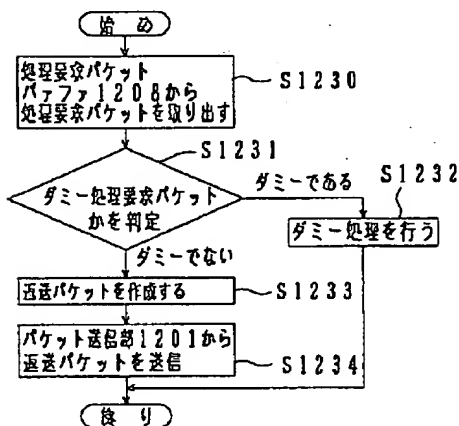 始め
処理要求パケット
バァファ1208から
処理要求パケットを取り出す
S1230
S1231
ダミー処理要求パケット
かを判定
ダミーである
S1232
ダミー処理を行う
ダミーでない
返送パケットを作成する
S1233
パケット送信部1201から
返送パケットを送信
S1234
終り